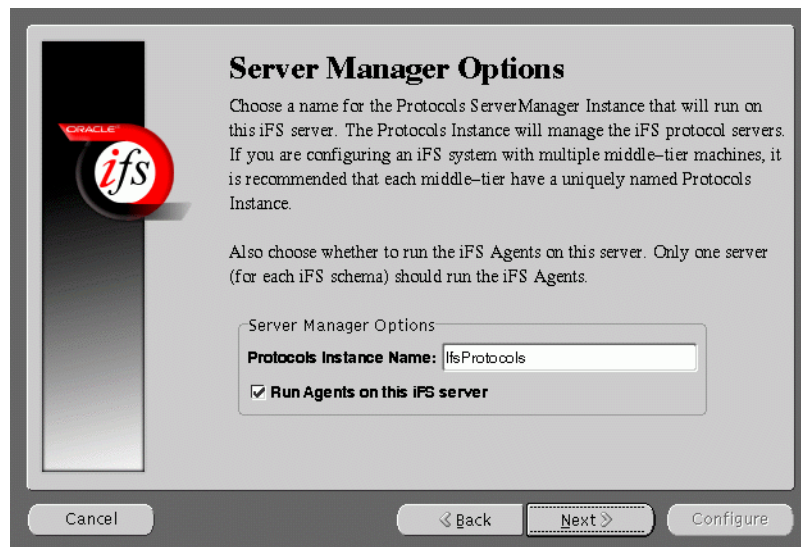 ORACLE
ifs
Server Manager Options
Choose a name for the Protocols ServerManager Instance that will run on
this iFS server. The Protocols Instance will manage the iFS protocol servers.
If you are configuring an iFS system with multiple middle-tier machines, it
is recommended that each middle-tier have a uniquely named Protocols
Instance.
Also choose whether to run the iFS Agents on this server. Only one server
(for each iFS schema) should run the iFS Agents.
Server Manager Options
Protocols Instance Name: IfsProtocols
Run Agents on this iFS server
Cancel
Back
Next
Configure